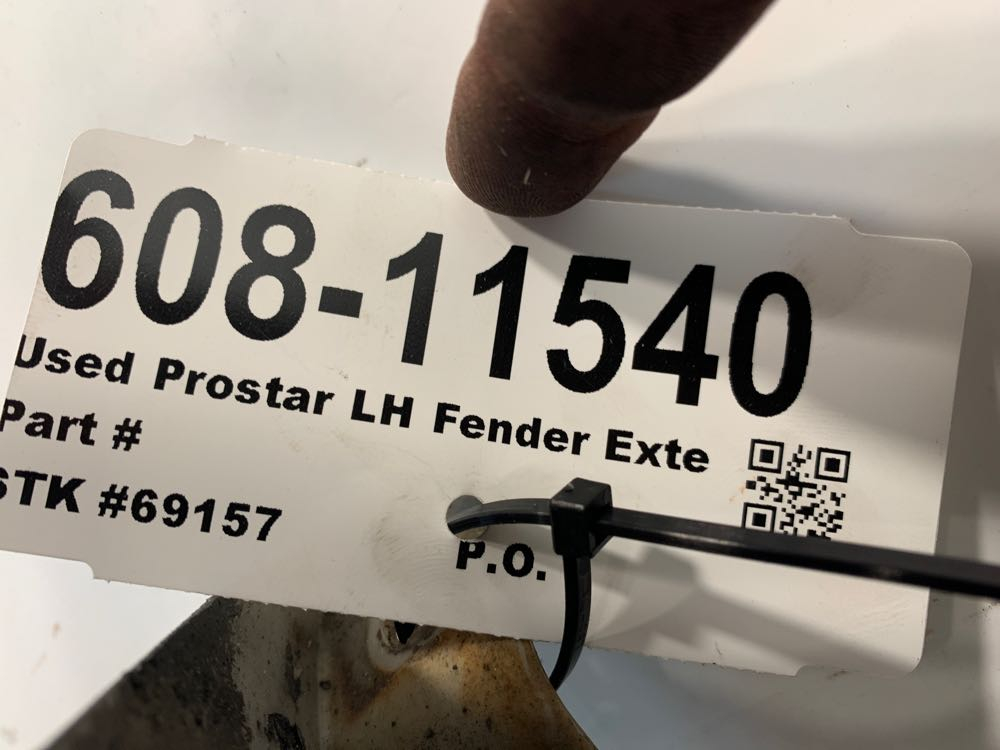 608-11540
Used Prostar LH Fender Exte
Part #
STK #69157
P.O.